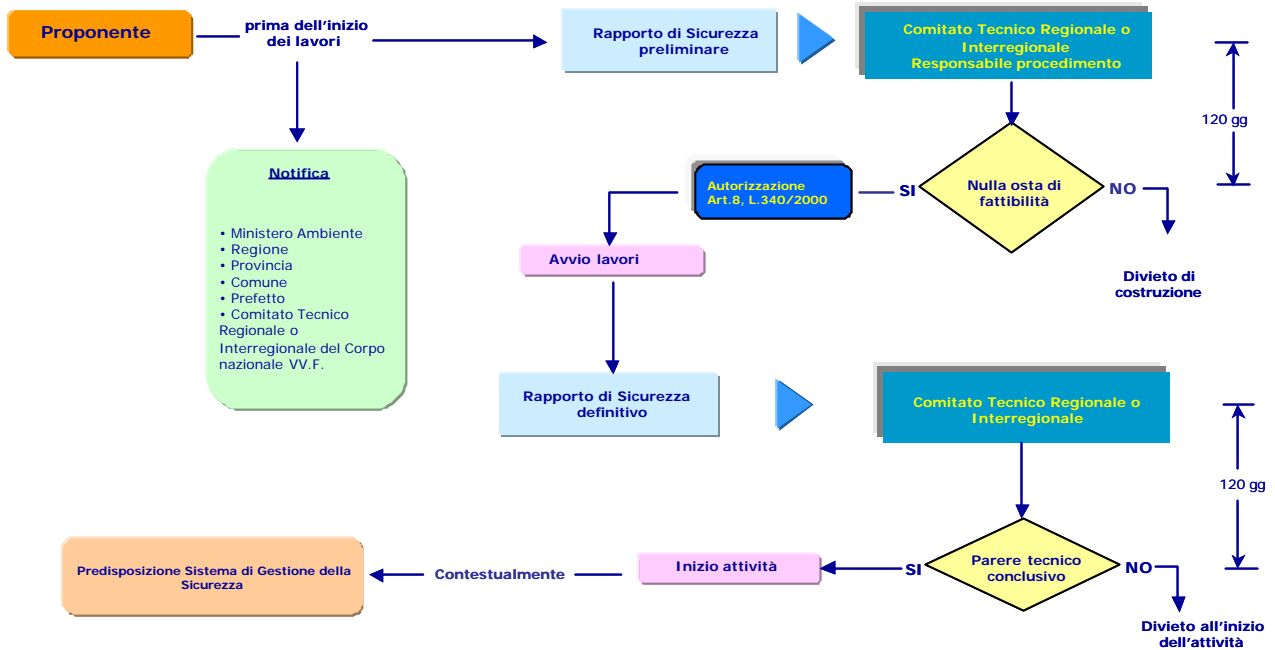 Proponente
prima dell'inizio
dei lavori
Rapporto di Sicurezza
preliminare
Comitato Tecnico Regionale o
Interregionale
Responsabile procedimento
120 gg
Notifica
• Ministero Ambiente
• Regione
• Provincia
• Comune
• Prefetto
• Comitato Tecnico
Regionale o
Interregionale del Corpo
nazionale VV.F.
Autorizzazione
Art.8, L.340/2000
SI
Nulla osta di
fattibilità
NO
Avvio lavori
Divieto di
costruzione
Rapporto di Sicurezza
definitivo
Comitato Tecnico Regionale o
Interregionale
120 gg
Predisposizione Sistema di Gestione della
Sicurezza
Contestualmente
Inizio attività
SI
Parere tecnico
conclusivo
NO
Divieto all'inizio
dell'attività